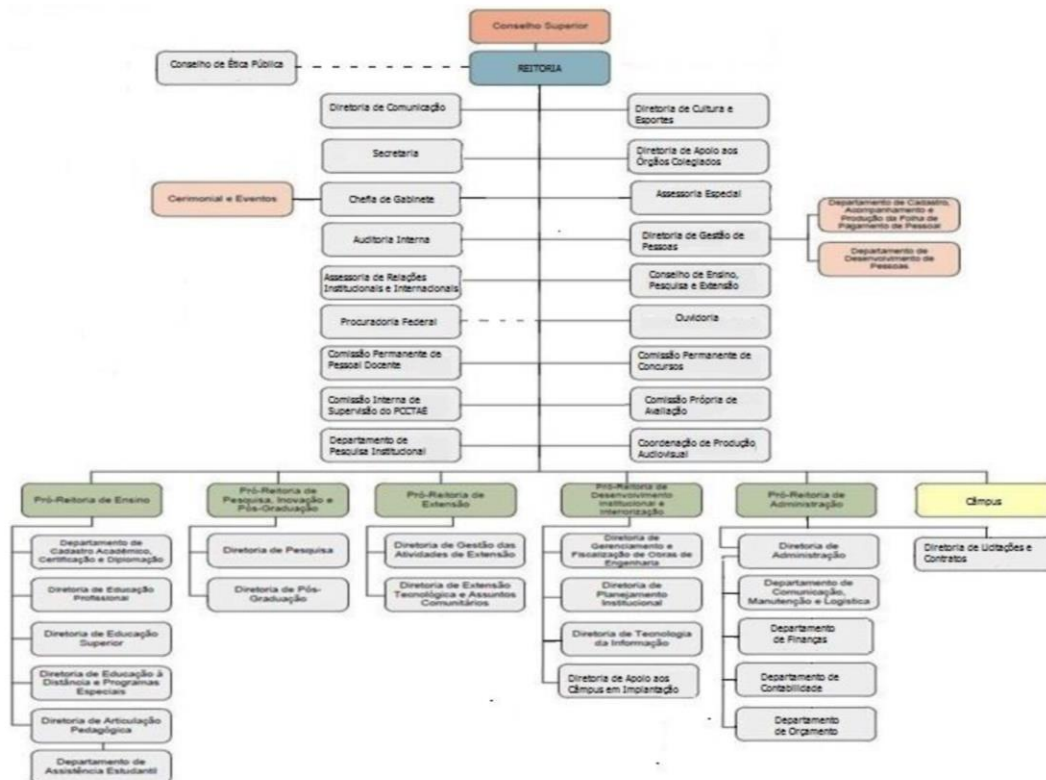 Conselho Superior
Conselho de Ética Pública
REITORIA
Diretoria de Comunicação
Diretoria de Cultura e
Esportes
Secretaria
Diretoria de Apoio aos
Órgãos Colegiados
Cerimonial e Eventos
Chefia de Gabinete
Assessoria Especial
Departamento de Cadastro,
Acompanhamento e
Produção da Folha de
Pagamento de Pessoal
Auditoria Interna
Diretoria de Gestão de
Pessoas
Departamento de
Desenvolvimento de
Pessoas
Assessoria de Relações
Institucionais e Internacionais
Conselho de Ensino,
Pesquisa e Extensão
Procuradoria Federal
Ouvidoria
Comissão Permanente de
Pessoal Docente
Comissão Permanente de
Concursos
Comissão Interna de
Supervisão do PCCTAE
Comissão Própria de
Avaliação
Departamento de
Pesquisa Institucional
Coordenação de Produção
Audiovisual
Pró-Reitoria de Ensino
Pró-Reitoria de
Pesquisa, Inovação e
Pós-Graduação
Pró-Reitoria de
Extensão
Pró-Reitoria de
Desenvolvimento
Institucional e
Interiorização
Pró-Reitoria de
Administração
Câmpus
Departamento de
Cadastro Acadêmico,
Certificação e Diplomação
Diretoria de Educação
Profissional
Diretoria de Educação
Superior
Diretoria de Educação à
Distância e Programas
Especiais
Diretoria de Articulação
Pedagógica
Departamento de
Assistência Estudantil
Diretoria de Pesquisa
Diretoria de Pós-
Graduação
Diretoria de Gestão das
Atividades de Extensão
Diretoria de Extensão
Tecnológica e Assuntos
Comunitários
Diretoria de
Gerenciamento e
Fiscalização de Obras de
Engenharia
Diretoria de
Planejamento
Institucional
Diretoria de Tecnologia
da Informação
Diretoria de Apoio aos
Câmpus em Implantação
Diretoria de
Administração
Departamento de
Comunicação,
Manutenção e Logística
Departamento
de Finanças
Departamento de
Contabilidade
Departamento
de Orçamento
Diretoria de Licitações e
Contratos